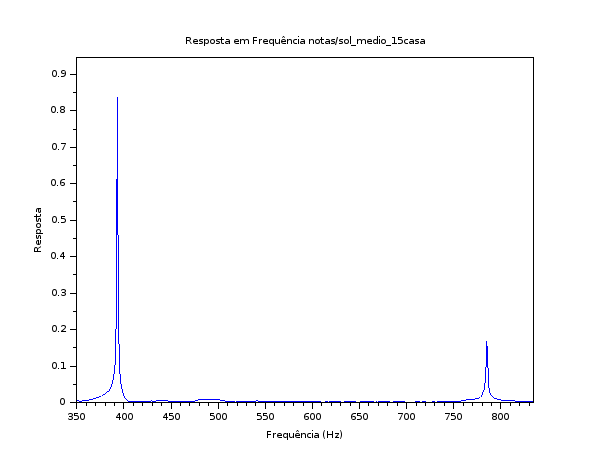 Resposta em Frequência notas/sol_medio_15casa
0.9
0.8
0.7
0.6
0.5
0.4
0.3
0.2
0.1
0
Resposta
350 400 450 500 550 600 650 700 750 800
Frequência (Hz)